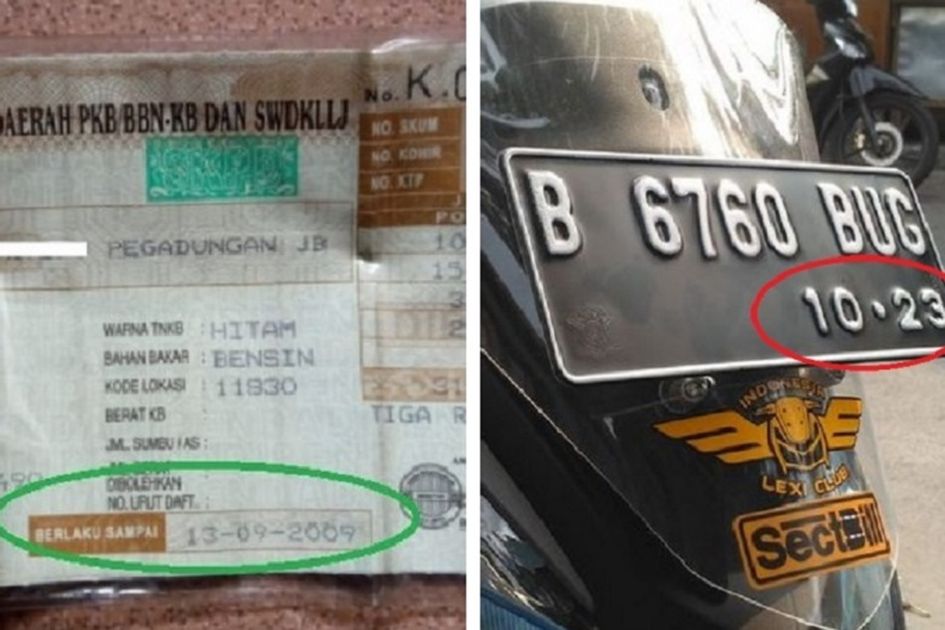 DAERAH PKB BBN-KB DAN SWDKLLJ
No. K.
NO. SKUM
NO. KOHIR
NO. KTP
PEGADUNGAN JB
10
15
WARNA TNKB : HITAM
BAHAN BAKAR : BENSIN
KODE LOKASI : 11830
BERAT KB :
JML. SUMBU / AS :
DIBOLEHKAN
NO. URUT DAFT. :
TIGA R
BERLAKU SAMPAI 13-09-2009
B 6760 BUG
10·23
INDONESIA
LEXI CLUB